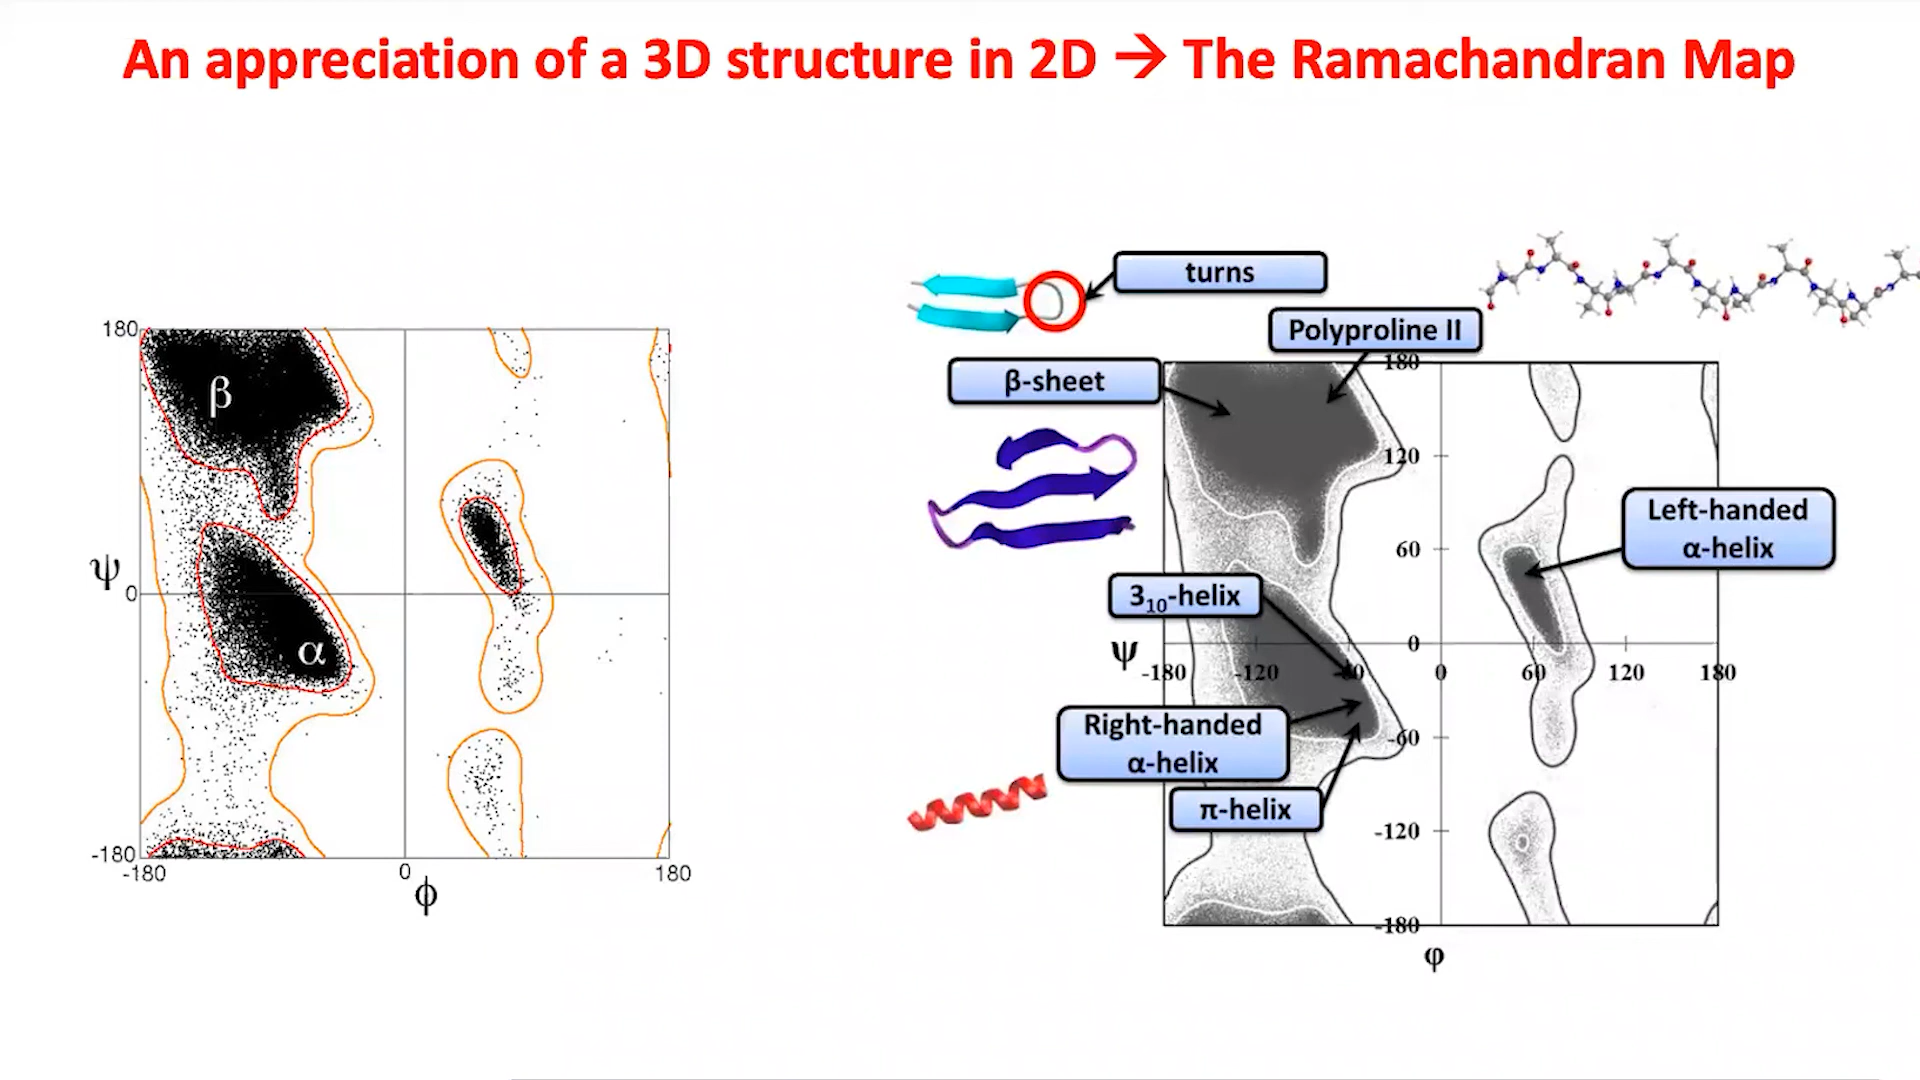 An appreciation of a 3D structure in 2D → The Ramachandran Map
180
β
ψ
0
α
-180
-180
0
180
ϕ
turns
Polyproline II
β-sheet
180
120
Left-handed
α-helix
60
3₁₀-helix
ψ
0
-180
-120
-60
0
60
120
180
Right-handed
α-helix
-60
π-helix
-120
-180
φ